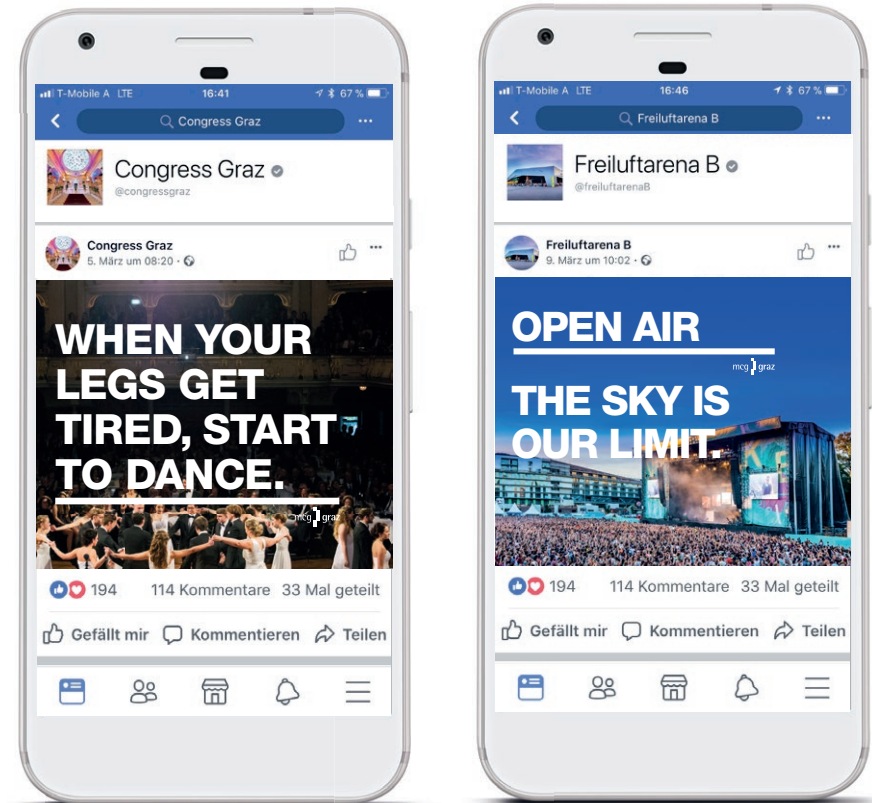 T-Mobile A LTE 16:41 67 %
Congress Graz
Congress Graz
@congressgraz
Congress Graz
5. März um 08:20 ·
WHEN YOUR
LEGS GET
TIRED, START
TO DANCE.
mcg graz
194 114 Kommentare 33 Mal geteilt
Gefällt mir Kommentieren Teilen
T-Mobile A LTE 16:46 67 %
Freiluftarena B
Freiluftarena B
@freiluftarenaB
Freiluftarena B
9. März um 10:02 ·
OPEN AIR
mcg graz
THE SKY IS
OUR LIMIT.
194 114 Kommentare 33 Mal geteilt
Gefällt mir Kommentieren Teilen